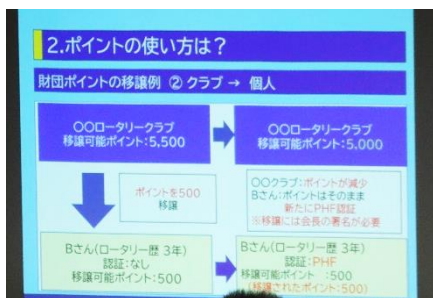 2.ポイントの使い方は？
財団ポイントの移譲例 ② クラブ → 個人
〇〇ロータリークラブ
移譲可能ポイント:5,500
〇〇ロータリークラブ
移譲可能ポイント:5,000
ポイントを500
移譲
〇〇クラブ:ポイントが減少
Bさん:ポイントはそのまま
新たにPHF認証
※移譲には会長の署名が必要
Bさん(ロータリー歴 3年)
認証:なし
移譲可能ポイント:500
Bさん(ロータリー歴 3年)
認証:PHF
移譲可能ポイント :500
(移譲されたポイント:500)